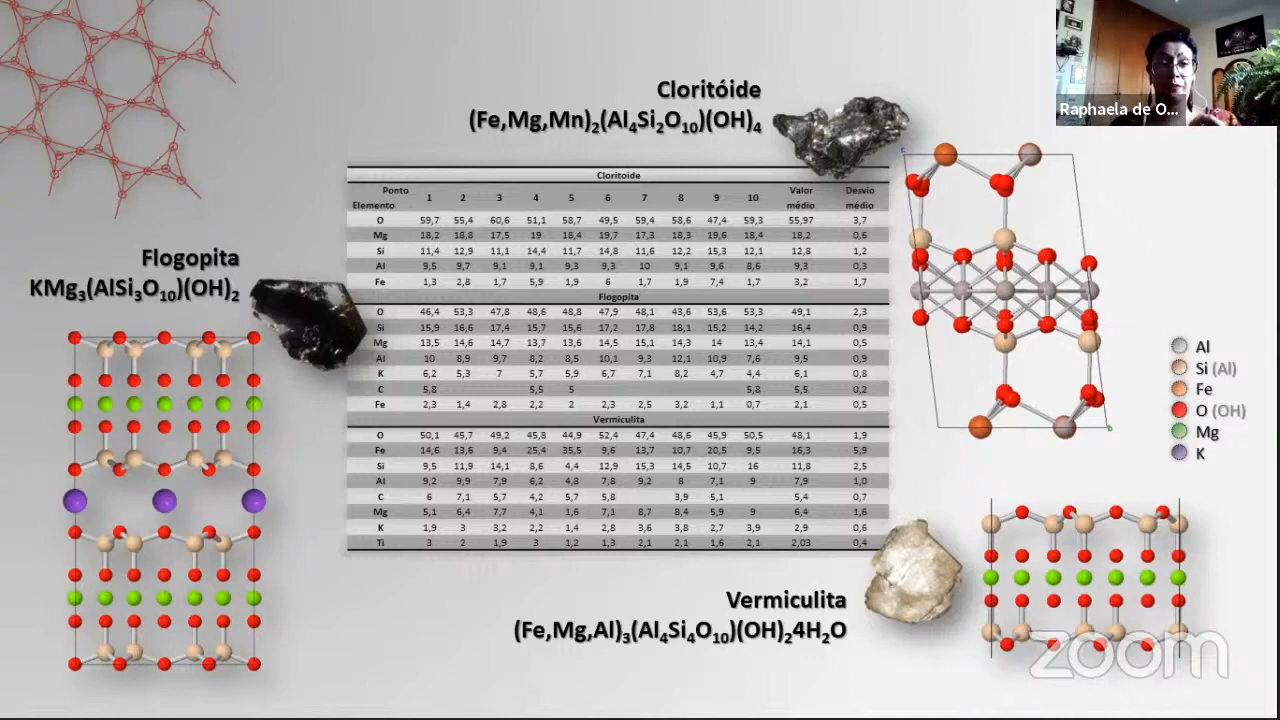 Raphaela de O...
Cloritóide
(Fe,Mg,Mn)₂(Al₄Si₂O₁₀)(OH)₄
Flogopita
KMg₃(AlSi₃O₁₀)(OH)₂
Cloritoide
Ponto Elemento 1 2 3 4 5 6 7 8 9 10 Valor médio Desvio médio
O 59,7 55,4 60,6 51,1 58,7 49,5 59,4 58,6 47,4 59,3 55,97 3,7
Mg 18,2 18,8 17,5 19 18,4 19,7 17,3 18,3 19,6 18,4 18,2 0,6
Si 11,4 12,9 11,1 14,4 11,7 14,8 11,6 12,2 15,3 12,1 12,8 1,2
Al 9,5 9,7 9,1 9,1 9,3 9,3 10 9,1 9,6 8,6 9,3 0,3
Fe 1,3 2,8 1,7 5,9 1,9 6 1,7 1,9 7,4 1,7 3,2 1,7
Flogopita
O 46,4 53,3 47,8 48,6 48,8 47,9 48,1 43,6 53,6 53,3 49,1 2,3
Si 15,9 16,6 17,4 15,7 15,6 17,2 17,8 18,1 15,2 14,2 16,4 0,9
Mg 13,5 14,6 14,7 13,7 13,6 14,5 15,1 14,3 14 13,4 14,1 0,5
Al 10 8,9 9,7 8,2 8,5 10,1 9,3 12,1 10,9 7,6 9,5 0,9
K 6,2 5,3 7 5,7 5,9 6,7 7,1 8,2 4,7 4,4 6,1 0,8
C 5,8 5,5 5 5,8 5,5 0,2
Fe 2,3 1,4 2,8 2,2 2 2,3 2,5 3,2 1,1 0,7 2,1 0,5
Vermiculita
O 50,1 45,7 49,2 45,8 44,9 52,4 47,4 48,6 45,9 50,5 48,1 1,9
Fe 14,6 13,6 9,4 25,4 35,5 9,6 13,7 10,7 20,5 9,5 16,3 5,9
Si 9,5 11,9 14,1 8,6 4,4 12,9 15,3 14,5 10,7 16 11,8 2,5
Al 9,2 9,9 7,9 6,2 4,8 7,8 9,2 8 7,1 9 7,9 1,0
C 6 7,1 5,7 4,2 5,7 5,8 3,9 5,1 5,4 0,7
Mg 5,1 6,4 7,7 4,1 1,6 7,1 8,7 8,4 5,9 9 6,4 1,6
K 1,9 3 3,2 2,2 1,4 2,8 3,6 3,8 2,7 3,9 2,9 0,6
Ti 3 2 1,9 3 1,2 1,3 2,1 2,1 1,6 2,1 2,03 0,4
c
b
Al
Si (Al)
Fe
O (OH)
Mg
K
Vermiculita
(Fe,Mg,Al)₃(Al₄Si₄O₁₀)(OH)₂4H₂O
zoom